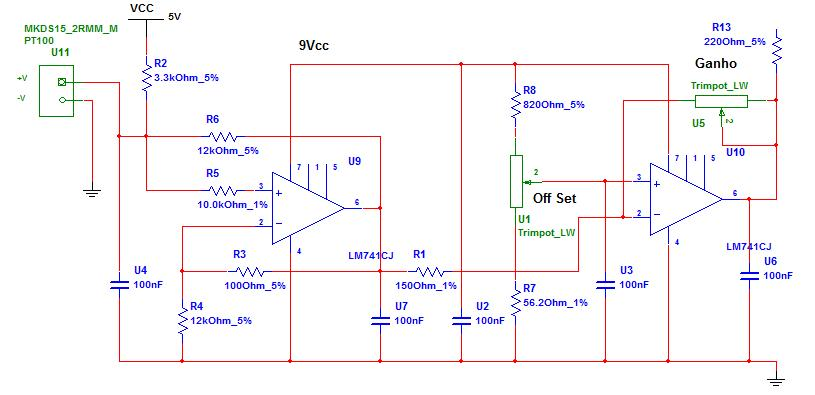 VCC
5V
MKDS15_2RMM_M
PT100
U11
+V
-V
R2
3.3kOhm_5%
9Vcc
R6
12kOhm_5%
R5
10.0kOhm_1%
U9
7 1 5
3
+
2
−
6
4
LM741CJ
R3
100Ohm_5%
R4
12kOhm_5%
U4
100nF
R1
150Ohm_1%
U7
100nF
U2
100nF
R8
820Ohm_5%
2
Off Set
U1
Trimpot_LW
R7
56.2Ohm_1%
U3
100nF
R13
220Ohm_5%
Ganho
Trimpot_LW
U5
2
U10
7 1 5
3
+
2
−
6
4
LM741CJ
U6
100nF